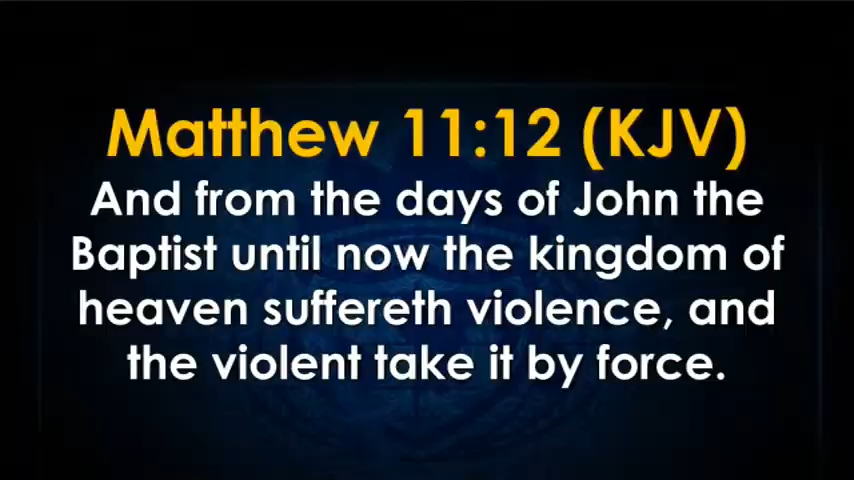 Matthew 11:12 (KJV)
And from the days of John the
Baptist until now the kingdom of
heaven suffereth violence, and
the violent take it by force.